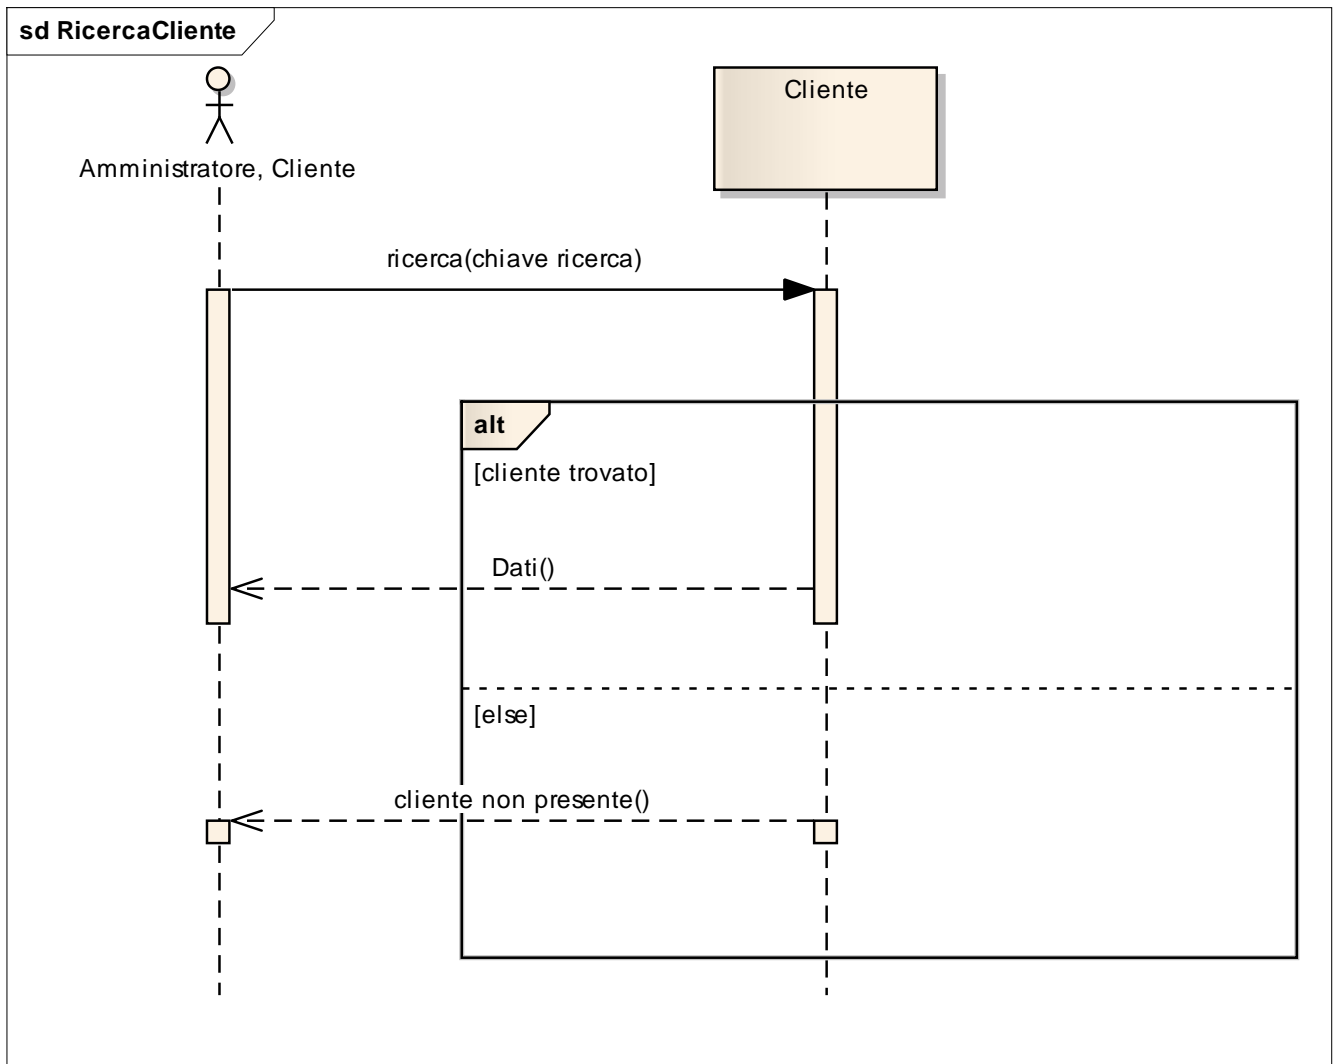 sd RicercaCliente
Cliente
Amministratore, Cliente
ricerca(chiave ricerca)
alt
[cliente trovato]
Dati()
[else]
cliente non presente()